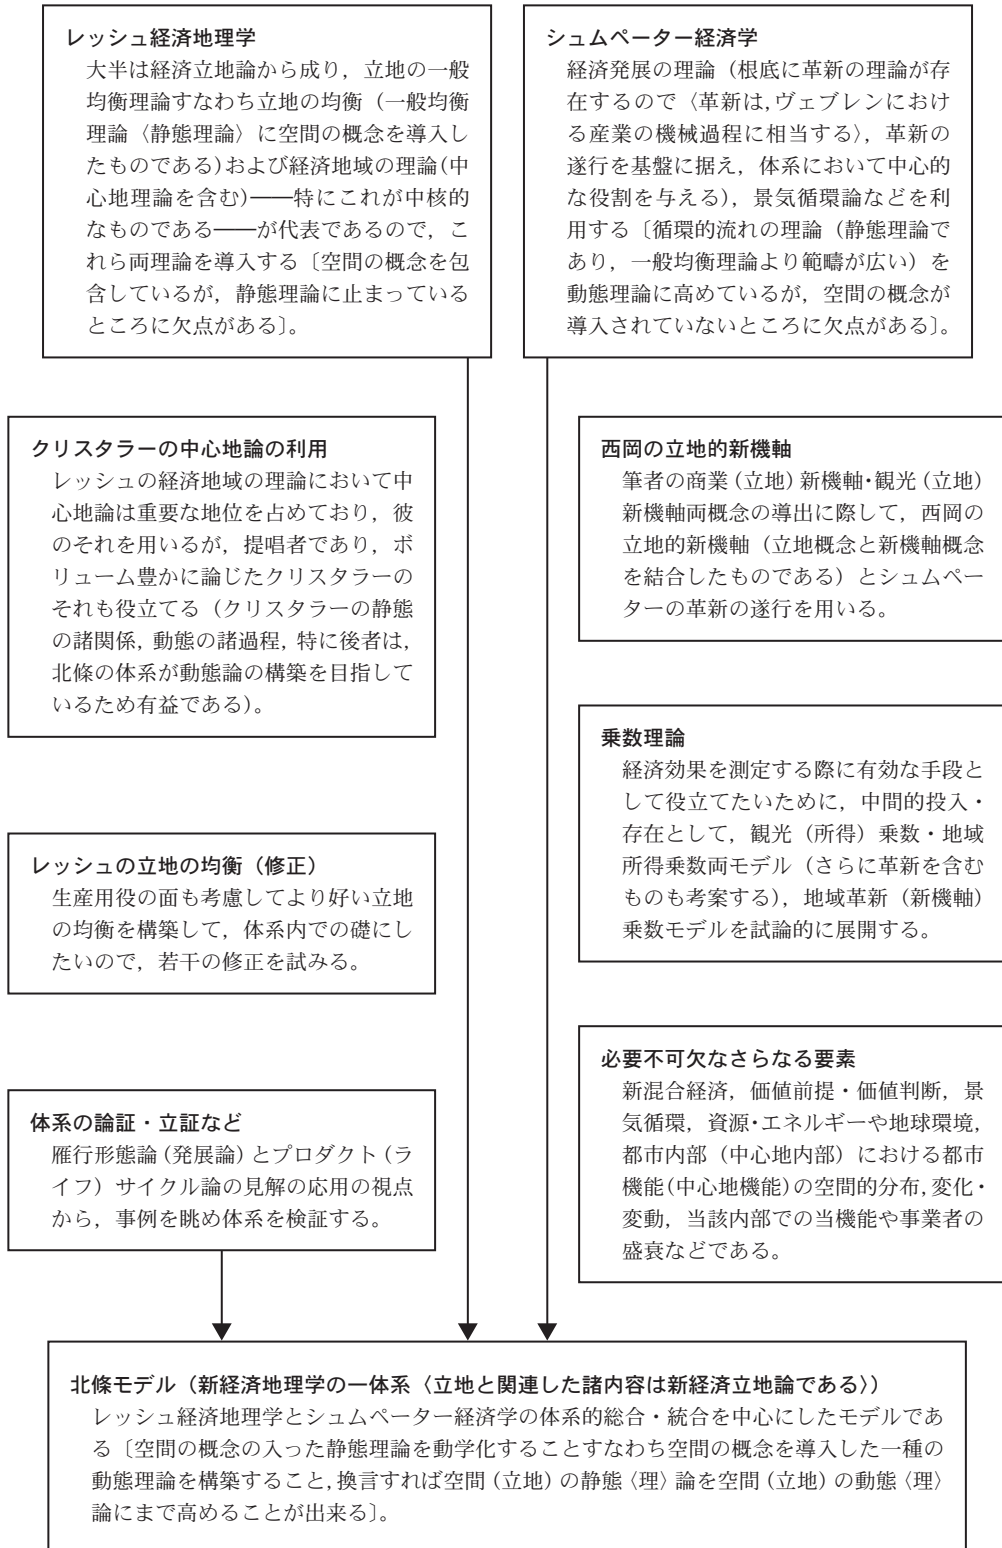 レッシュ経済地理学
大半は経済立地論から成り，立地の一般
均衡理論すなわち立地の均衡（一般均衡
理論〈静態理論〉に空間の概念を導入し
たものである)および経済地域の理論(中
心地理論を含む)――特にこれが中核的
なものである――が代表であるので，こ
れら両理論を導入する〔空間の概念を包
含しているが，静態理論に止まっている
ところに欠点がある〕。
シュムペーター経済学
経済発展の理論（根底に革新の理論が存
在するので〈革新は，ヴェブレンにおけ
る産業の機械過程に相当する〉，革新の
遂行を基盤に据え，体系において中心的
な役割を与える），景気循環論などを利
用する〔循環的流れの理論（静態理論で
あり，一般均衡理論より範疇が広い）を
動態理論に高めているが，空間の概念が
導入されていないところに欠点がある〕。
クリスタラーの中心地論の利用
レッシュの経済地域の理論において中
心地論は重要な地位を占めており，彼
のそれを用いるが，提唱者であり，ボ
リューム豊かに論じたクリスタラーの
それも役立てる（クリスタラーの静態
の諸関係，動態の諸過程，特に後者は，
北條の体系が動態論の構築を目指して
いるため有益である)。
西岡の立地的新機軸
筆者の商業（立地）新機軸・観光（立地）
新機軸両概念の導出に際して，西岡の
立地的新機軸（立地概念と新機軸概念
を結合したものである）とシュムペー
ターの革新の遂行を用いる。
乗数理論
経済効果を測定する際に有効な手段と
して役立てたいために，中間的投入・
存在として，観光（所得）乗数・地域
所得乗数両モデル（さらに革新を含む
ものも考案する)，地域革新（新機軸）
乗数モデルを試論的に展開する。
レッシュの立地の均衡（修正）
生産用役の面も考慮してより好い立地
の均衡を構築して，体系内での礎にし
たいので，若干の修正を試みる。
必要不可欠なさらなる要素
新混合経済，価値前提・価値判断，景
気循環，資源・エネルギーや地球環境，
都市内部（中心地内部）における都市
機能(中心地機能)の空間的分布，変化・
変動，当該内部での当機能や事業者の
盛衰などである。
体系の論証・立証など
雁行形態論（発展論）とプロダクト（ラ
イフ）サイクル論の見解の応用の視点
から，事例を眺め体系を検証する。
北條モデル（新経済地理学の一体系〈立地と関連した諸内容は新経済立地論である〉）
レッシュ経済地理学とシュムペーター経済学の体系的総合・統合を中心にしたモデルであ
る〔空間の概念の入った静態理論を動学化することすなわち空間の概念を導入した一種の
動態理論を構築すること，換言すれば空間（立地）の静態〈理〉論を空間（立地）の動態〈理〉
論にまで高めることが出来る〕。